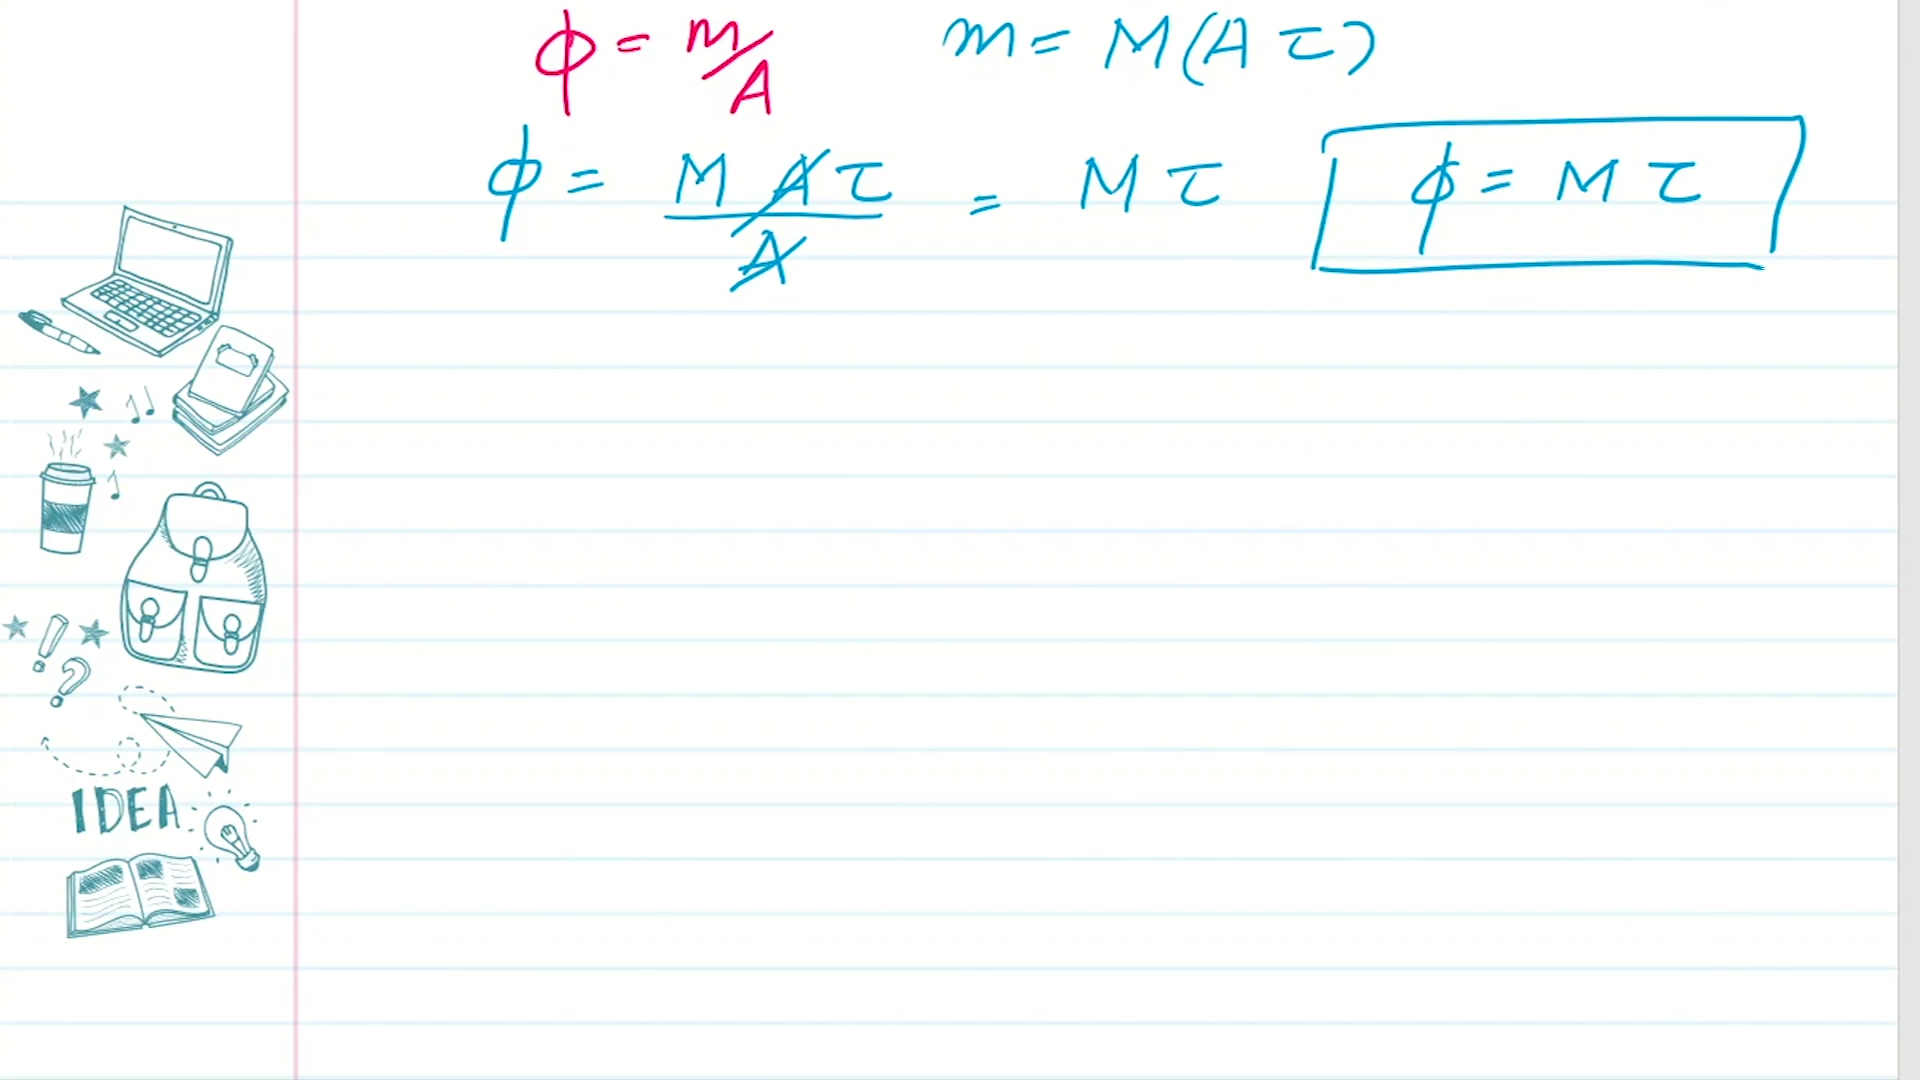 ϕ = m/A m = M(Aτ)
ϕ = MAτ/A = Mτ ϕ = Mτ
IDEA